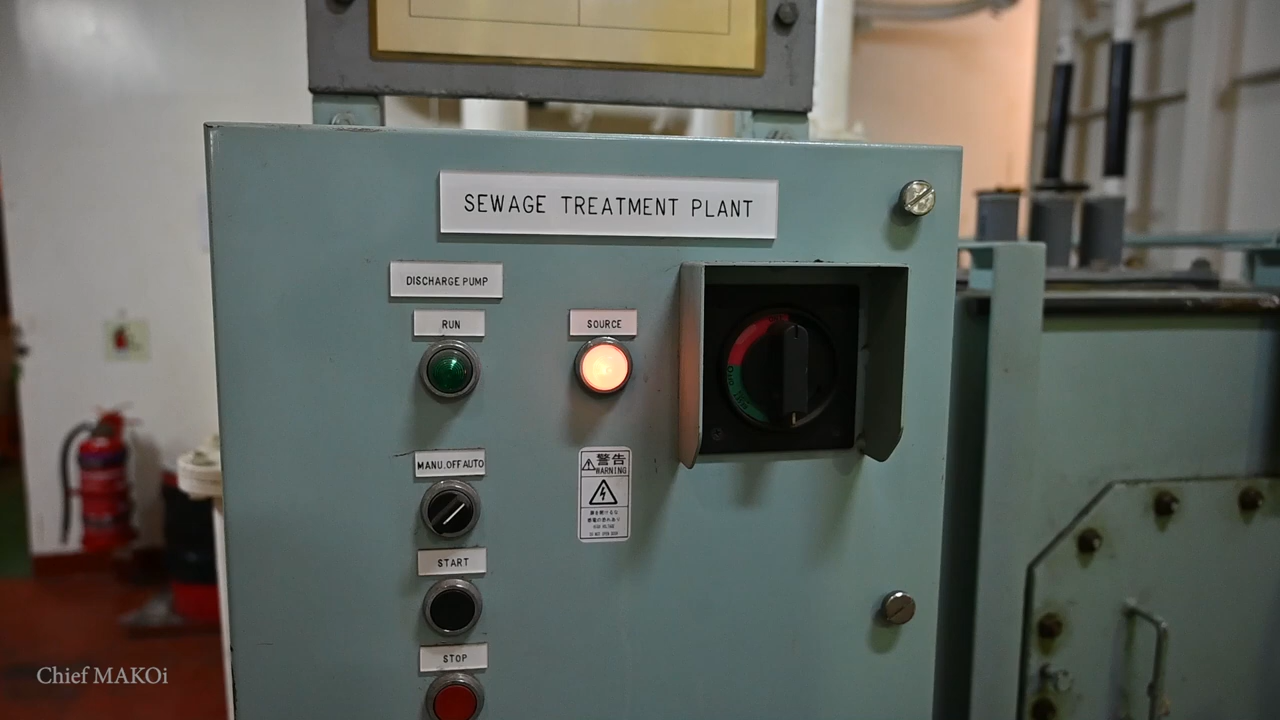 SEWAGE TREATMENT PLANT
DISCHARGE PUMP
RUN
SOURCE
MANU.OFF AUTO
警告
WARNING
START
STOP
Chief MAKOi